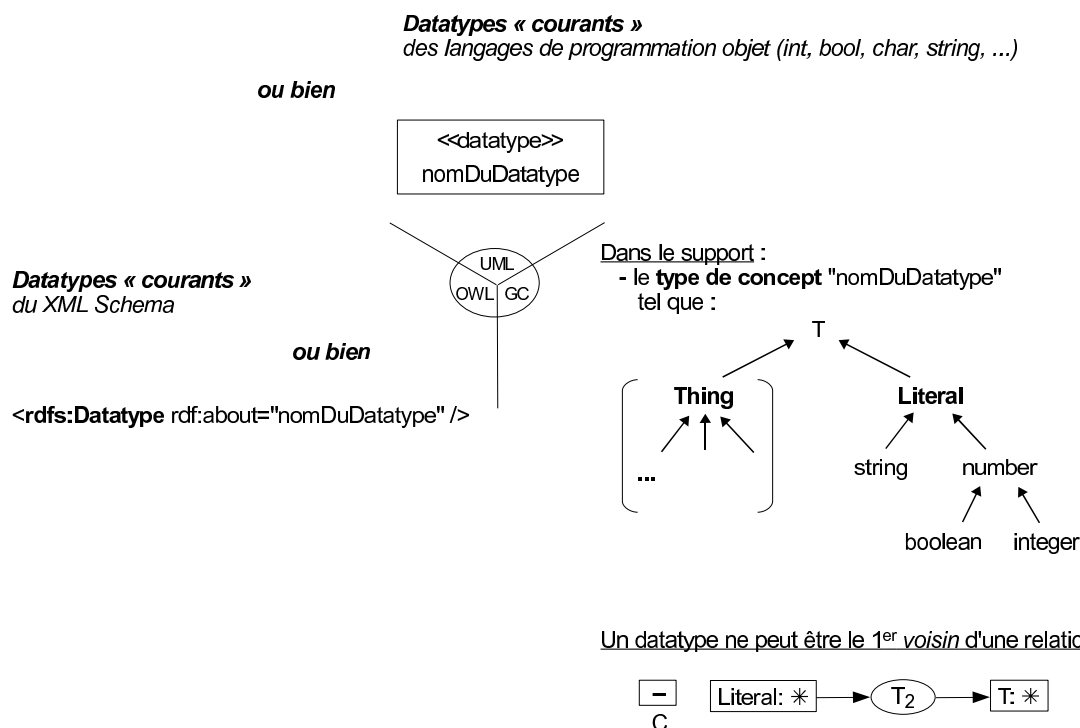 Datatypes « courants »
des langages de programmation objet (int, bool, char, string, ...)
ou bien
<<datatype>>
nomDuDatatype
UML
OWL GC
Datatypes « courants »
du XML Schema
ou bien
<rdfs:Datatype rdf:about="nomDuDatatype" />
Dans le support :
- le type de concept "nomDuDatatype"
tel que :
T
Thing Literal
...
string number
boolean integer
Un datatype ne peut être le 1er voisin d'une relatio
− Literal: ✳ T2 T: ✳
C